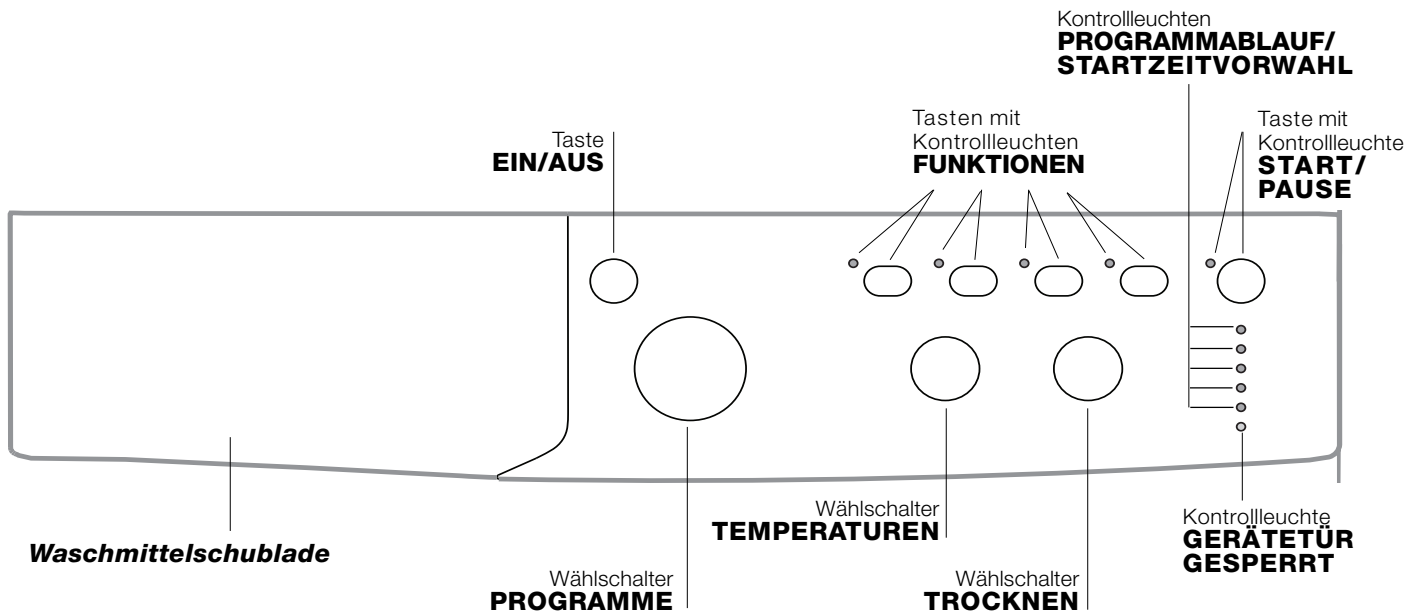 Kontrollleuchten
PROGRAMMABLAUF/
STARTZEITVORWAHL
Taste
EIN/AUS
Tasten mit
Kontrollleuchten
FUNKTIONEN
Taste mit
Kontrollleuchte
START/
PAUSE
Waschmittelschublade
Wählschalter
PROGRAMME
Wählschalter
TEMPERATUREN
Wählschalter
TROCKNEN
Kontrollleuchte
GERÄTETÜR
GESPERRT